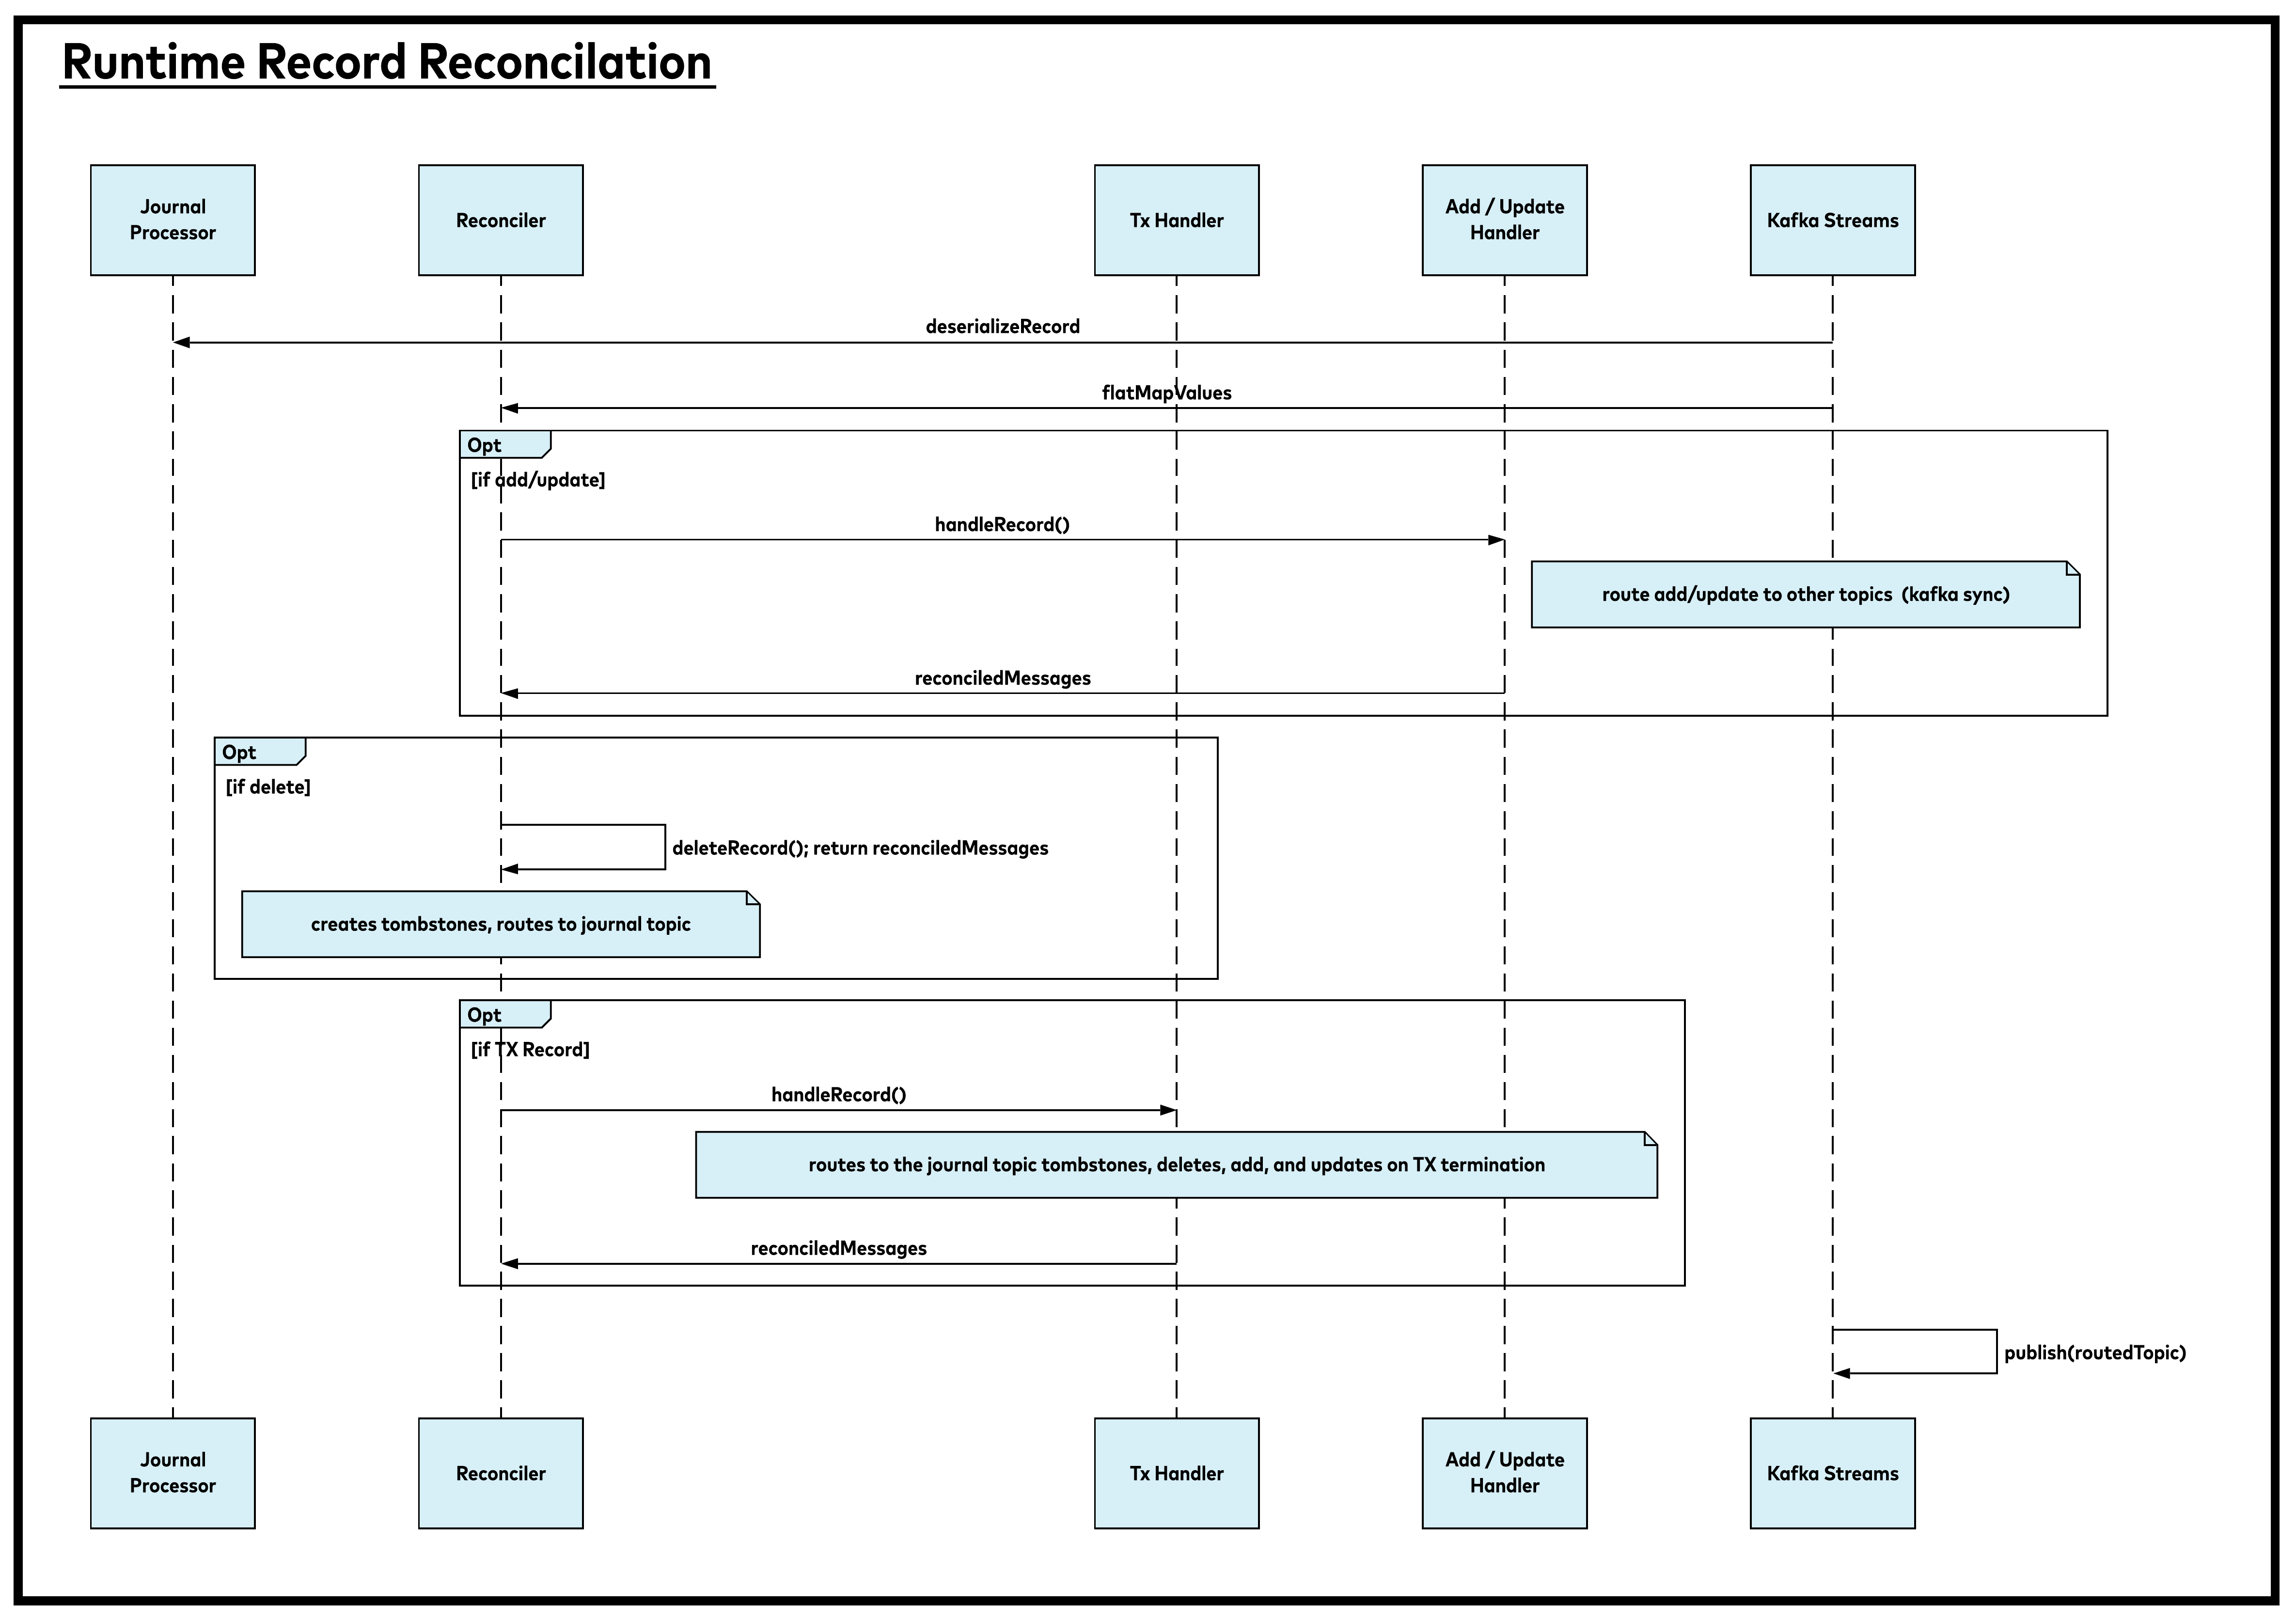 Runtime Record Reconcilation
Journal
Processor
Reconciler
Tx Handler
Add / Update
Handler
Kafka Streams
deserializeRecord
flatMapValues
Opt
[if add/update]
handleRecord()
route add/update to other topics (kafka sync)
reconciledMessages
Opt
[if delete]
deleteRecord(); return reconciledMessages
creates tombstones, routes to journal topic
Opt
[if TX Record]
handleRecord()
routes to the journal topic tombstones, deletes, add, and updates on TX termination
reconciledMessages
publish(routedTopic)
Journal
Processor
Reconciler
Tx Handler
Add / Update
Handler
Kafka Streams